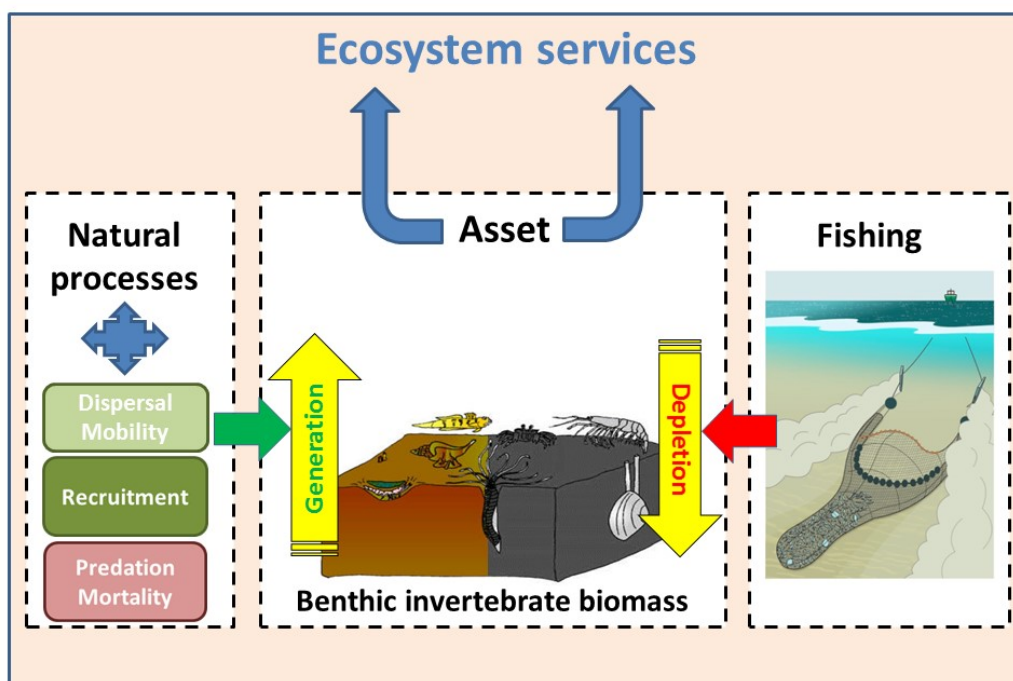 Ecosystem services
Natural
processes
Dispersal
Mobility
Recruitment
Predation
Mortality
Asset
Generation
Depletion
Benthic invertebrate biomass
Fishing